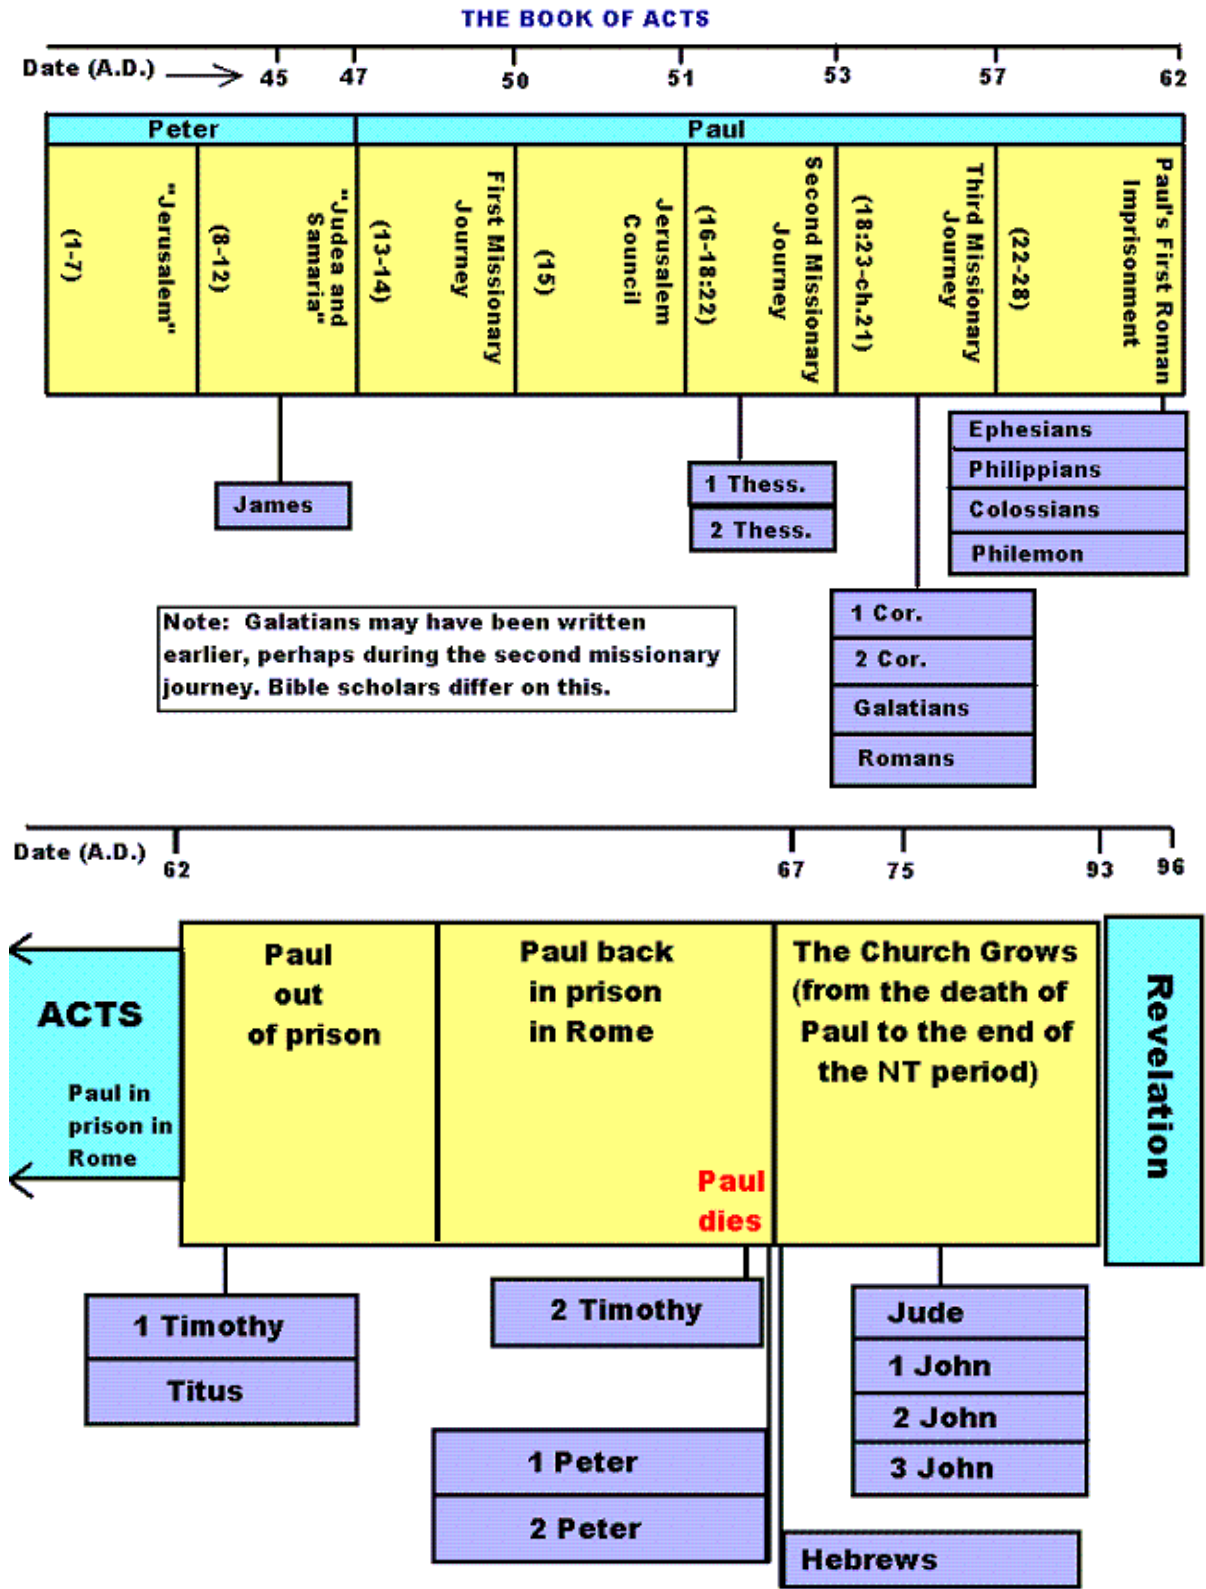 THE BOOK OF ACTS
Date (A.D.)
45
47
50
51
53
57
62
Peter
Paul
(1-7)
"Jerusalem"
(8-12)
"Judea and
Samaria"
(13-14)
First Missionary
Journey
(15)
Jerusalem
Council
(16-18:22)
Second Missionary
Journey
(18:23-ch.21)
Third Missionary
Journey
(22-28)
Paul's First Roman
Imprisonment
James
1 Thess.
2 Thess.
Ephesians
Philippians
Colossians
Philemon
1 Cor.
2 Cor.
Galatians
Romans
Note: Galatians may have been written
earlier, perhaps during the second missionary
journey. Bible scholars differ on this.
Date (A.D.)
62
67
75
93
96
ACTS
Paul in
prison in
Rome
Paul
out
of prison
Paul back
in prison
in Rome
Paul
dies
The Church Grows
(from the death of
Paul to the end of
the NT period)
Revelation
1 Timothy
Titus
2 Timothy
1 Peter
2 Peter
Jude
1 John
2 John
3 John
Hebrews